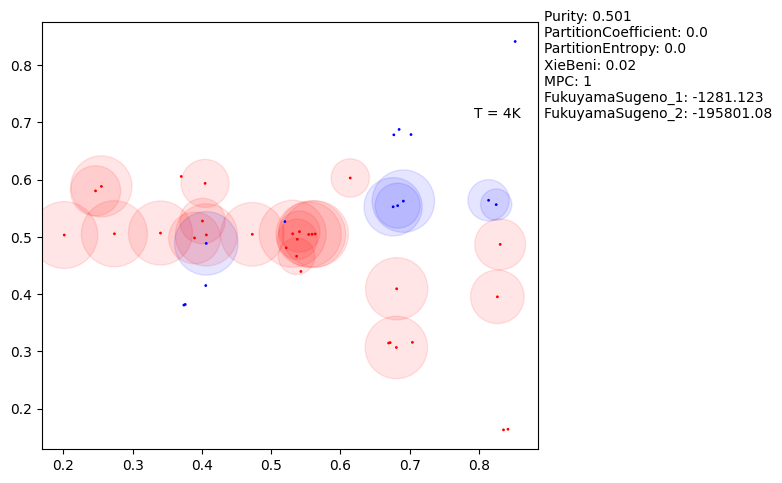 Purity: 0.501
PartitionCoefficient: 0.0
PartitionEntropy: 0.0
XieBeni: 0.02
MPC: 1
FukuyamaSugeno_1: -1281.123
FukuyamaSugeno_2: -195801.08
T = 4K
0.8
0.7
0.6
0.5
0.4
0.3
0.2
0.2 0.3 0.4 0.5 0.6 0.7 0.8